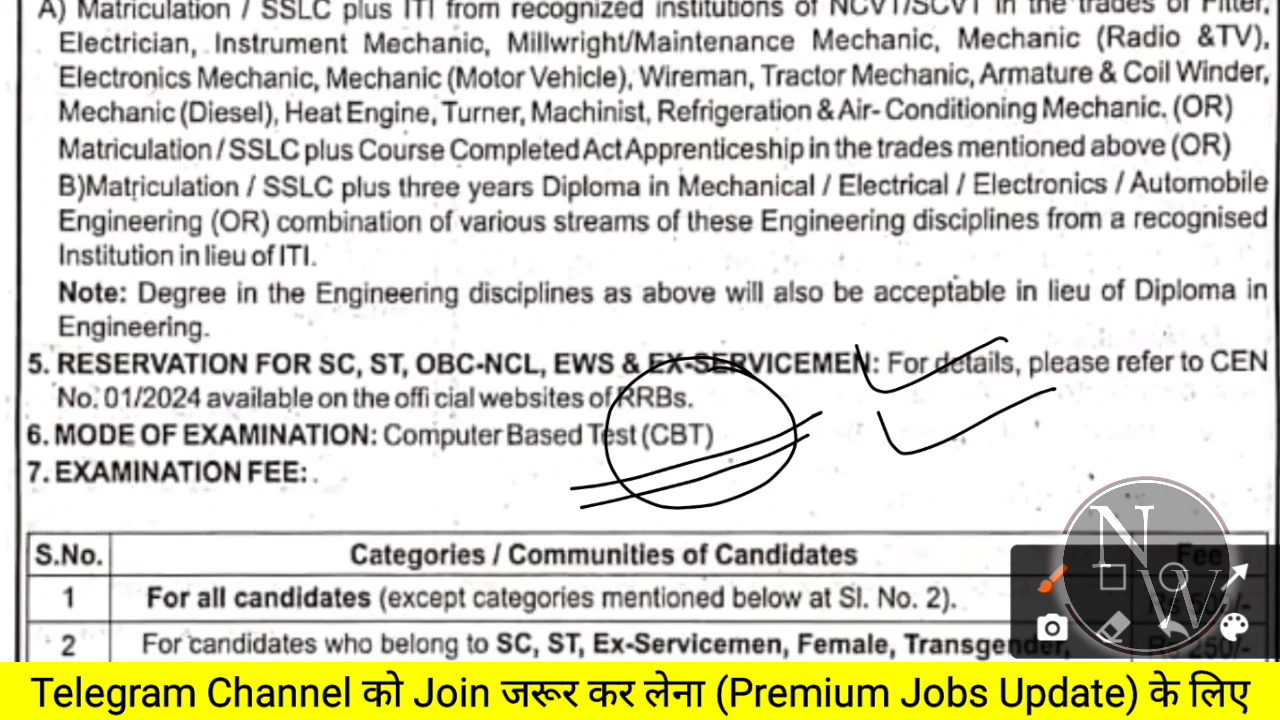 A) Matriculation / SSLC plus ITI from recognized institutions of NCVT/SCVT in the trades of Fitter,
Electrician, Instrument Mechanic, Millwright/Maintenance Mechanic, Mechanic (Radio &TV),
Electronics Mechanic, Mechanic (Motor Vehicle), Wireman, Tractor Mechanic, Armature & Coil Winder,
Mechanic (Diesel), Heat Engine, Turner, Machinist, Refrigeration & Air- Conditioning Mechanic. (OR)
Matriculation / SSLC plus Course Completed Act Apprenticeship in the trades mentioned above (OR)
B)Matriculation / SSLC plus three years Diploma in Mechanical / Electrical / Electronics / Automobile
Engineering (OR) combination of various streams of these Engineering disciplines from a recognised
Institution in lieu of ITI.
Note: Degree in the Engineering disciplines as above will also be acceptable in lieu of Diploma in
Engineering.
5. RESERVATION FOR SC, ST, OBC-NCL, EWS & EX-SERVICEMEN: For details, please refer to CEN
No. 01/2024 available on the offi cial websites of RRBs.
6. MODE OF EXAMINATION: Computer Based Test (CBT)
7. EXAMINATION FEE:
S.No. Categories / Communities of Candidates Fee
1 For all candidates (except categories mentioned below at Sl. No. 2).
2 For candidates who belong to SC, ST, Ex-Servicemen, Female, Transgender, Rs 250/-
NW
Telegram Channel को Join जरूर कर लेना (Premium Jobs Update) के लिए